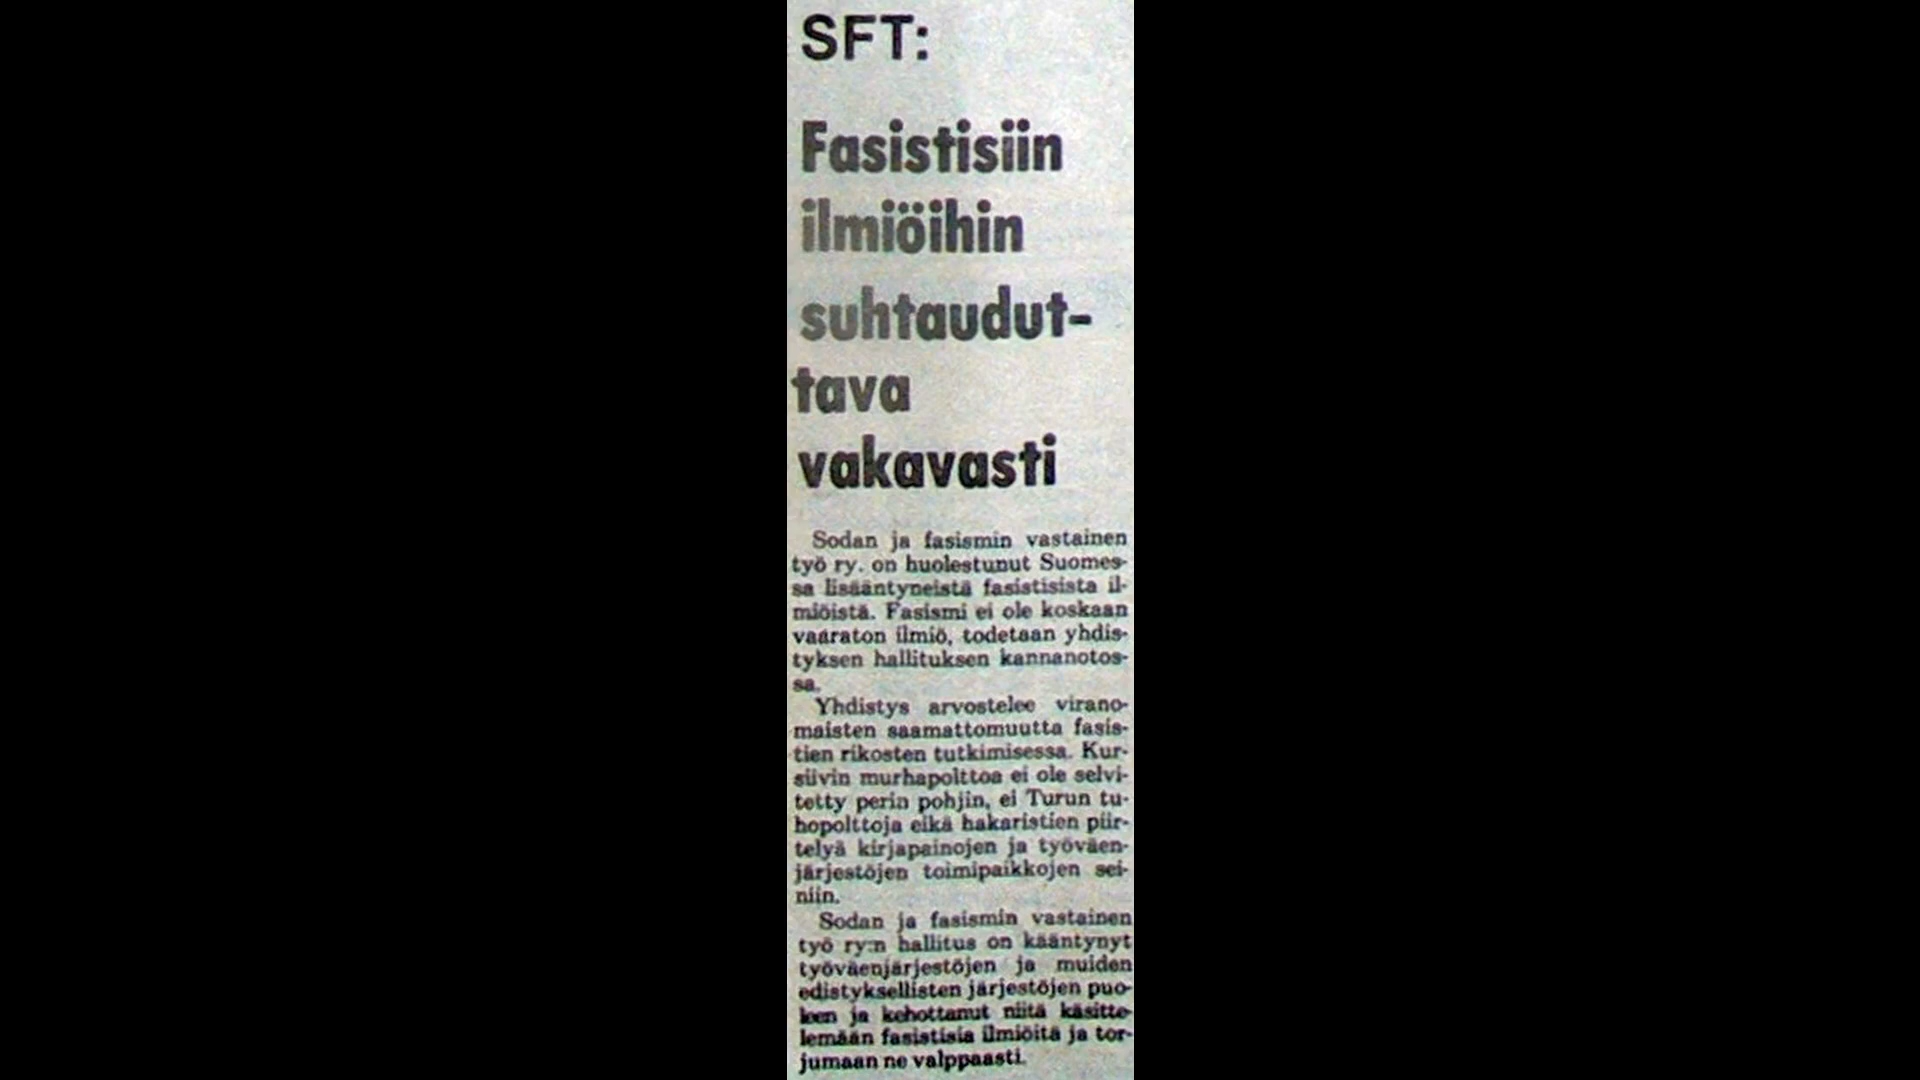 SFT:
Fasistisiin
ilmiöihin
suhtaudut-
tava
vakavasti
Sodan ja fasismin vastainen
työ ry. on huolestunut Suomes-
sa lisääntyneistä fasistisista il-
miöistä. Fasismi ei ole koskaan
vaaraton ilmiö, todetaan yhdis-
tyksen hallituksen kannanotos-
sa.
Yhdistys arvostelee virano-
maisten saamattomuutta fasis-
tien rikosten tutkimisessa. Kur-
siivin murhapolttoa ei ole selvi-
tetty perin pohjin, ei Turun tu-
hopolttoja eikä hakaristien piir-
telyä kirjapainojen ja työväen-
järjestöjen toimipaikkojen sei-
niin.
Sodan ja fasismin vastainen
työ ry:n hallitus on kääntynyt
työväenjärjestöjen ja muiden
edistyksellisten järjestöjen puo-
leen ja kehottanut niitä käsitte-
lemään fasistisia ilmiöitä ja tor-
jumaan ne valppaasti.